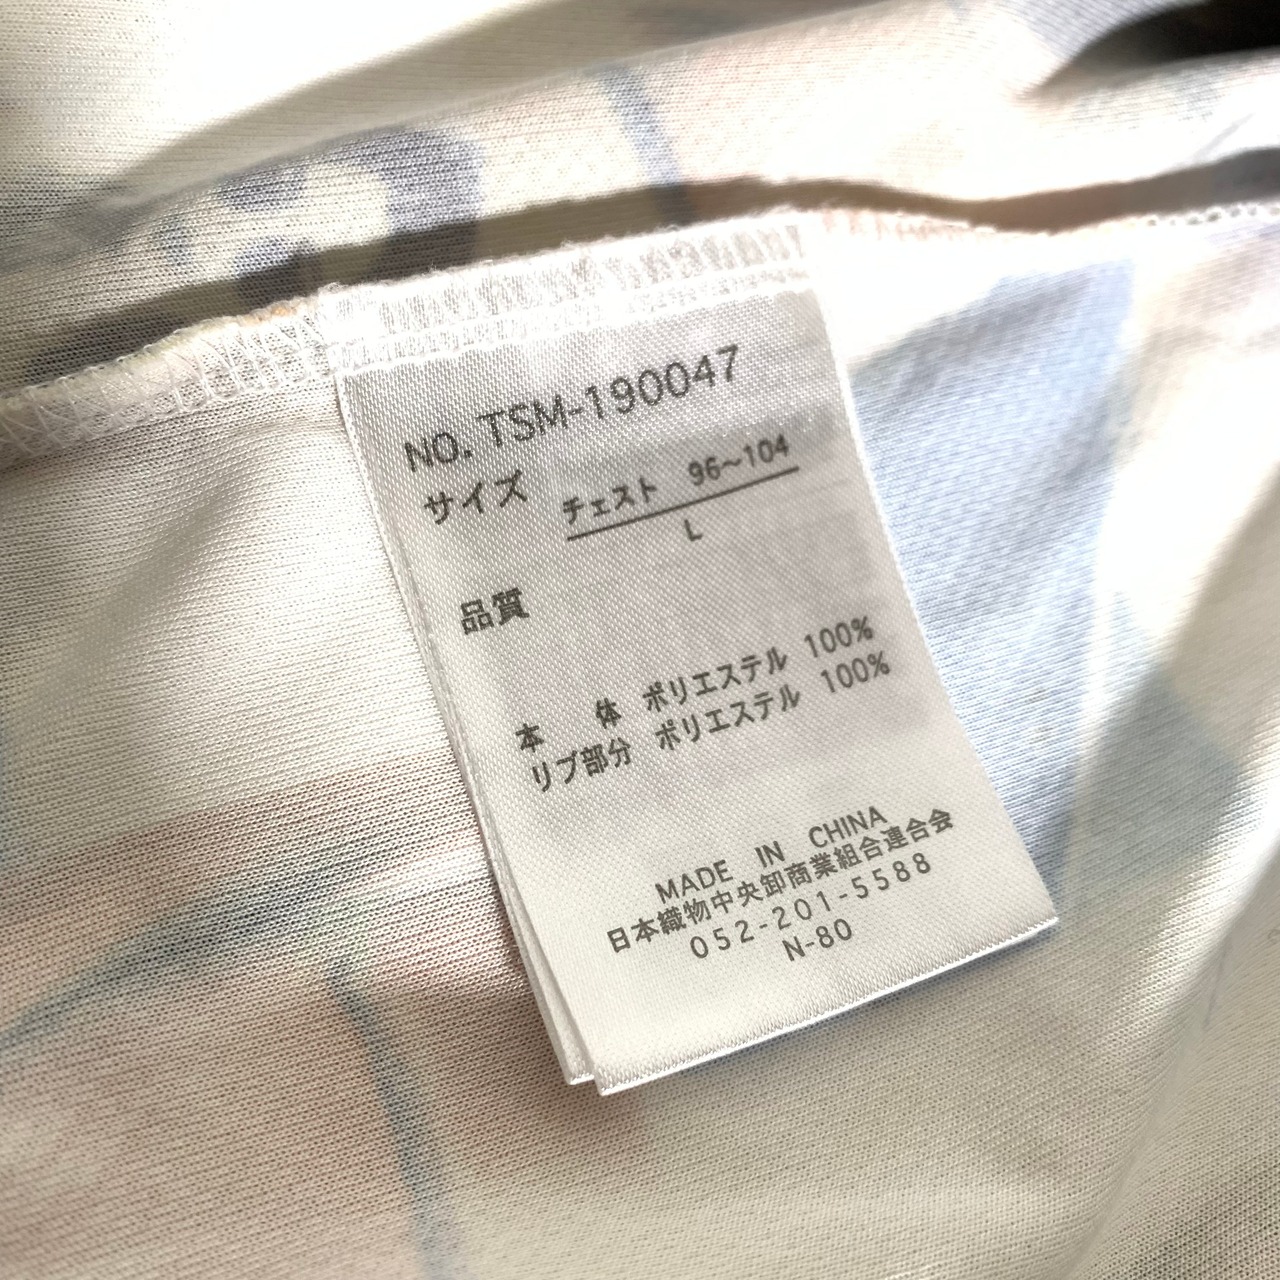 NO. TSM-190047
サイズ チェスト 96~104
L
品質
本 体 ポリエステル 100%
リブ部分 ポリエステル 100%
MADE IN CHINA
日本織物中央卸商業組合連合会
052-201-5588
N-80